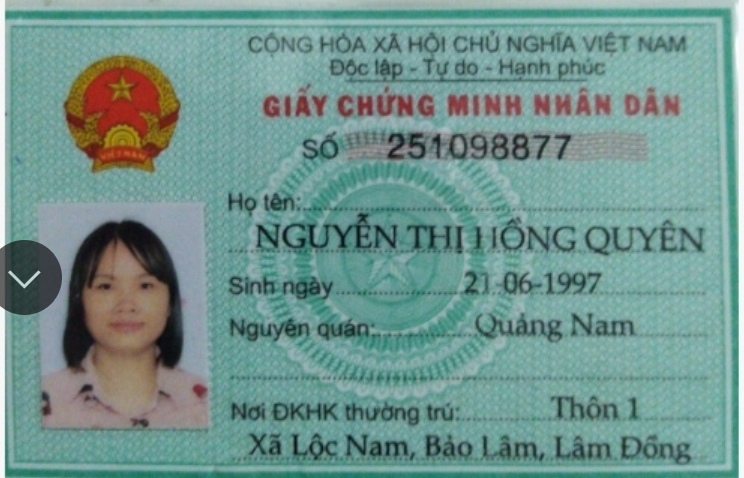 CỘNG HÒA XÃ HỘI CHỦ NGHĨA VIỆT NAM
Độc lập - Tự do - Hạnh phúc
GIẤY CHỨNG MINH NHÂN DÂN
SỐ 251098877
VIỆT NAM
Họ tên:
NGUYỄN THỊ HỒNG QUYÊN
Sinh ngày 21-06-1997
Nguyên quán: Quảng Nam
Nơi ĐKHK thường trú: Thôn 1
Xã Lộc Nam, Bảo Lâm, Lâm Đồng